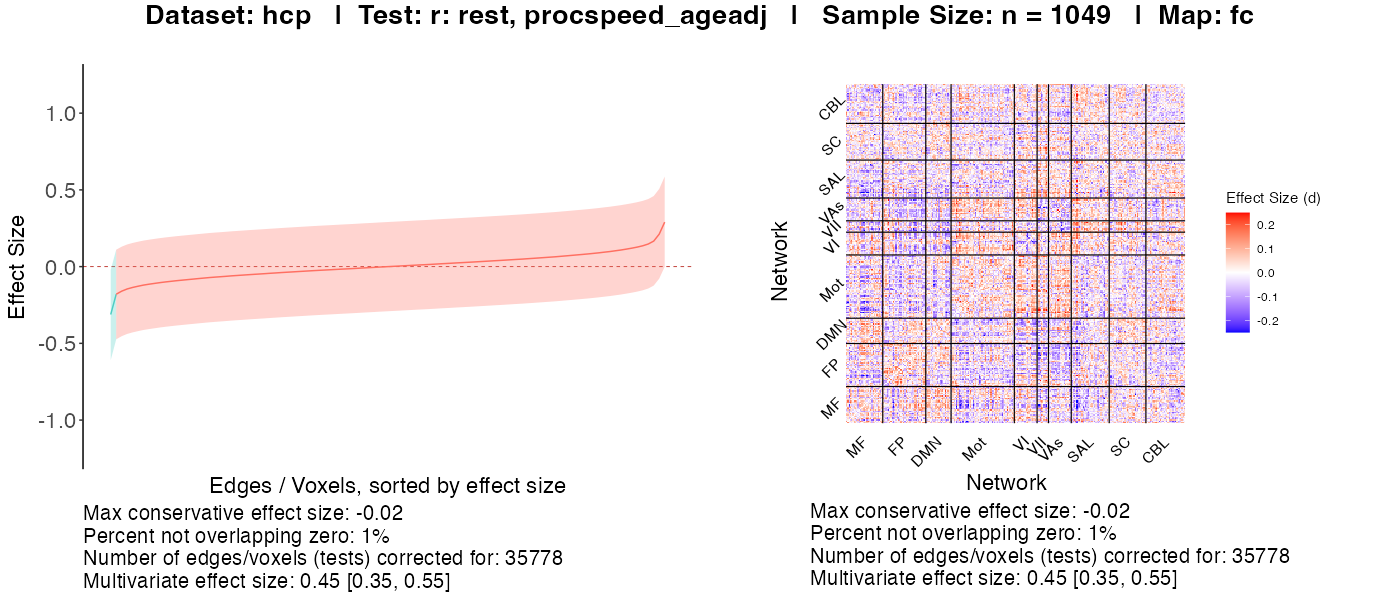 Dataset: hcp | Test: r: rest, procspeed_ageadj | Sample Size: n = 1049 | Map: fc
Effect Size
1.0
0.5
0.0
-0.5
-1.0
Edges / Voxels, sorted by effect size
Max conservative effect size: -0.02
Percent not overlapping zero: 1%
Number of edges/voxels (tests) corrected for: 35778
Multivariate effect size: 0.45 [0.35, 0.55]
Network
CBL
SC
SAL
VAs
VII
VI
Mot
DMN
FP
MF
MF
FP
DMN
Mot
VI
VII
VAs
SAL
SC
CBL
Network
Effect Size (d)
0.2
0.1
0.0
-0.1
-0.2
Max conservative effect size: -0.02
Percent not overlapping zero: 1%
Number of edges/voxels (tests) corrected for: 35778
Multivariate effect size: 0.45 [0.35, 0.55]